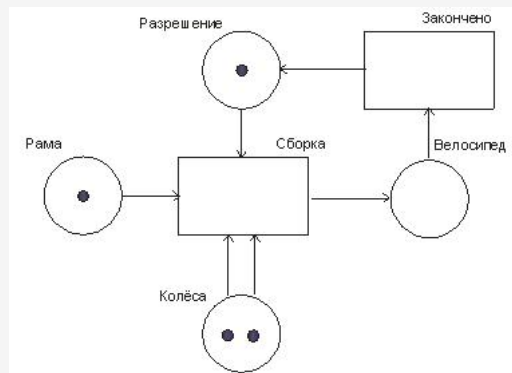 Закончено
Разрешение
Рама
Сборка
Велосипед
Колёса